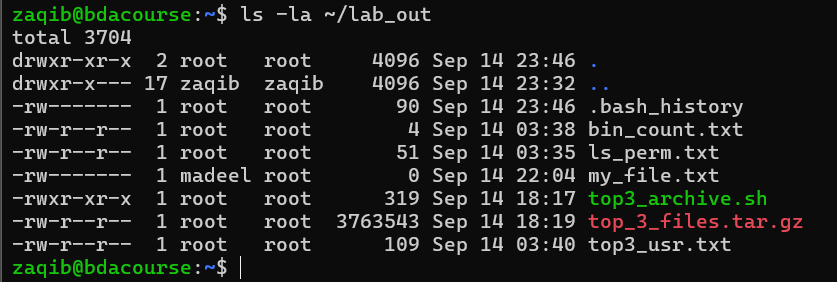 zaqib@bdacourse:~$ ls -la ~/lab_out
total 3704
drwxr-xr-x  2 root   root      4096 Sep 14 23:46 .
drwxr-x--- 17 zaqib  zaqib     4096 Sep 14 23:32 ..
-rw-------  1 root   root        90 Sep 14 23:46 .bash_history
-rw-r--r--  1 root   root         4 Sep 14 03:38 bin_count.txt
-rw-r--r--  1 root   root        51 Sep 14 03:35 ls_perm.txt
-rw-------  1 madeel root         0 Sep 14 22:04 my_file.txt
-rwxr-xr-x  1 root   root       319 Sep 14 18:17 top3_archive.sh
-rw-r--r--  1 root   root   3763543 Sep 14 18:19 top_3_files.tar.gz
-rw-r--r--  1 root   root       109 Sep 14 03:40 top3_usr.txt
zaqib@bdacourse:~$